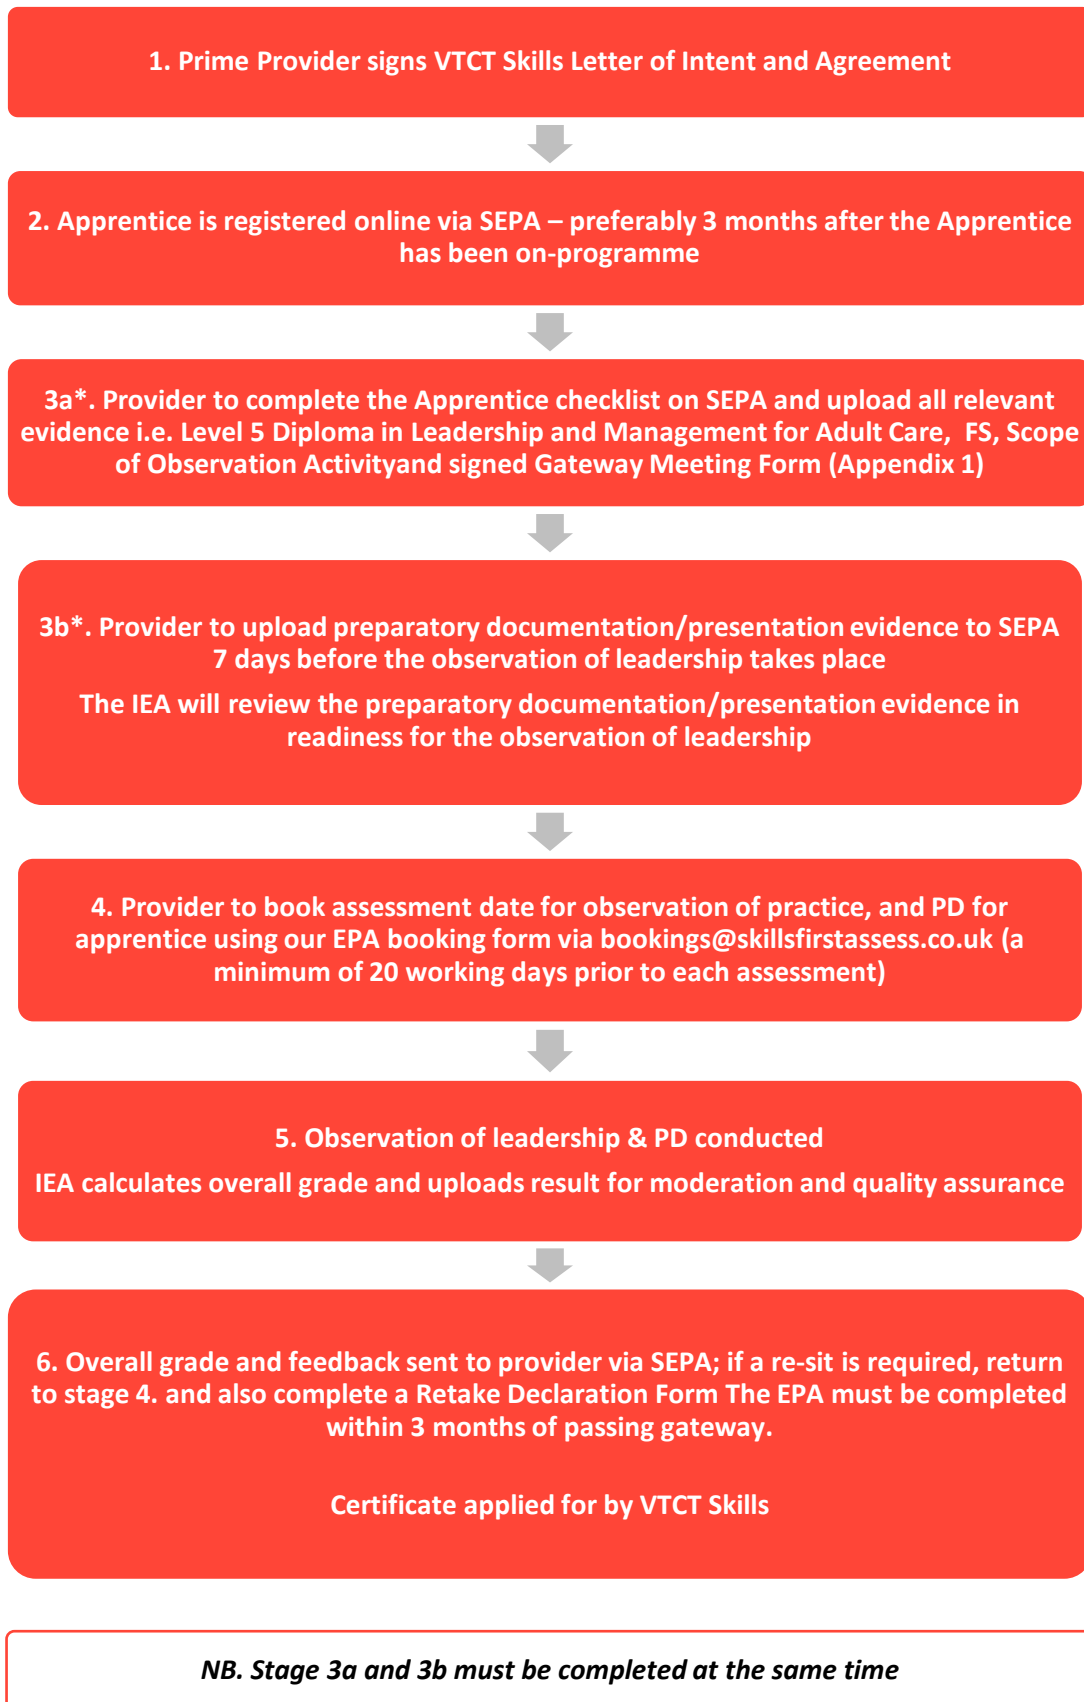 1. Prime Provider signs VTCT Skills Letter of Intent and Agreement
2. Apprentice is registered online via SEPA – preferably 3 months after the Apprentice
has been on-programme
3a*. Provider to complete the Apprentice checklist on SEPA and upload all relevant
evidence i.e. Level 5 Diploma in Leadership and Management for Adult Care, FS, Scope
of Observation Activityand signed Gateway Meeting Form (Appendix 1)
3b*. Provider to upload preparatory documentation/presentation evidence to SEPA
7 days before the observation of leadership takes place
The IEA will review the preparatory documentation/presentation evidence in
readiness for the observation of leadership
4. Provider to book assessment date for observation of practice, and PD for
apprentice using our EPA booking form via bookings@skillsfirstassess.co.uk (a
minimum of 20 working days prior to each assessment)
5. Observation of leadership & PD conducted
IEA calculates overall grade and uploads result for moderation and quality assurance
6. Overall grade and feedback sent to provider via SEPA; if a re-sit is required, return
to stage 4. and also complete a Retake Declaration Form The EPA must be completed
within 3 months of passing gateway.
Certificate applied for by VTCT Skills
NB. Stage 3a and 3b must be completed at the same time